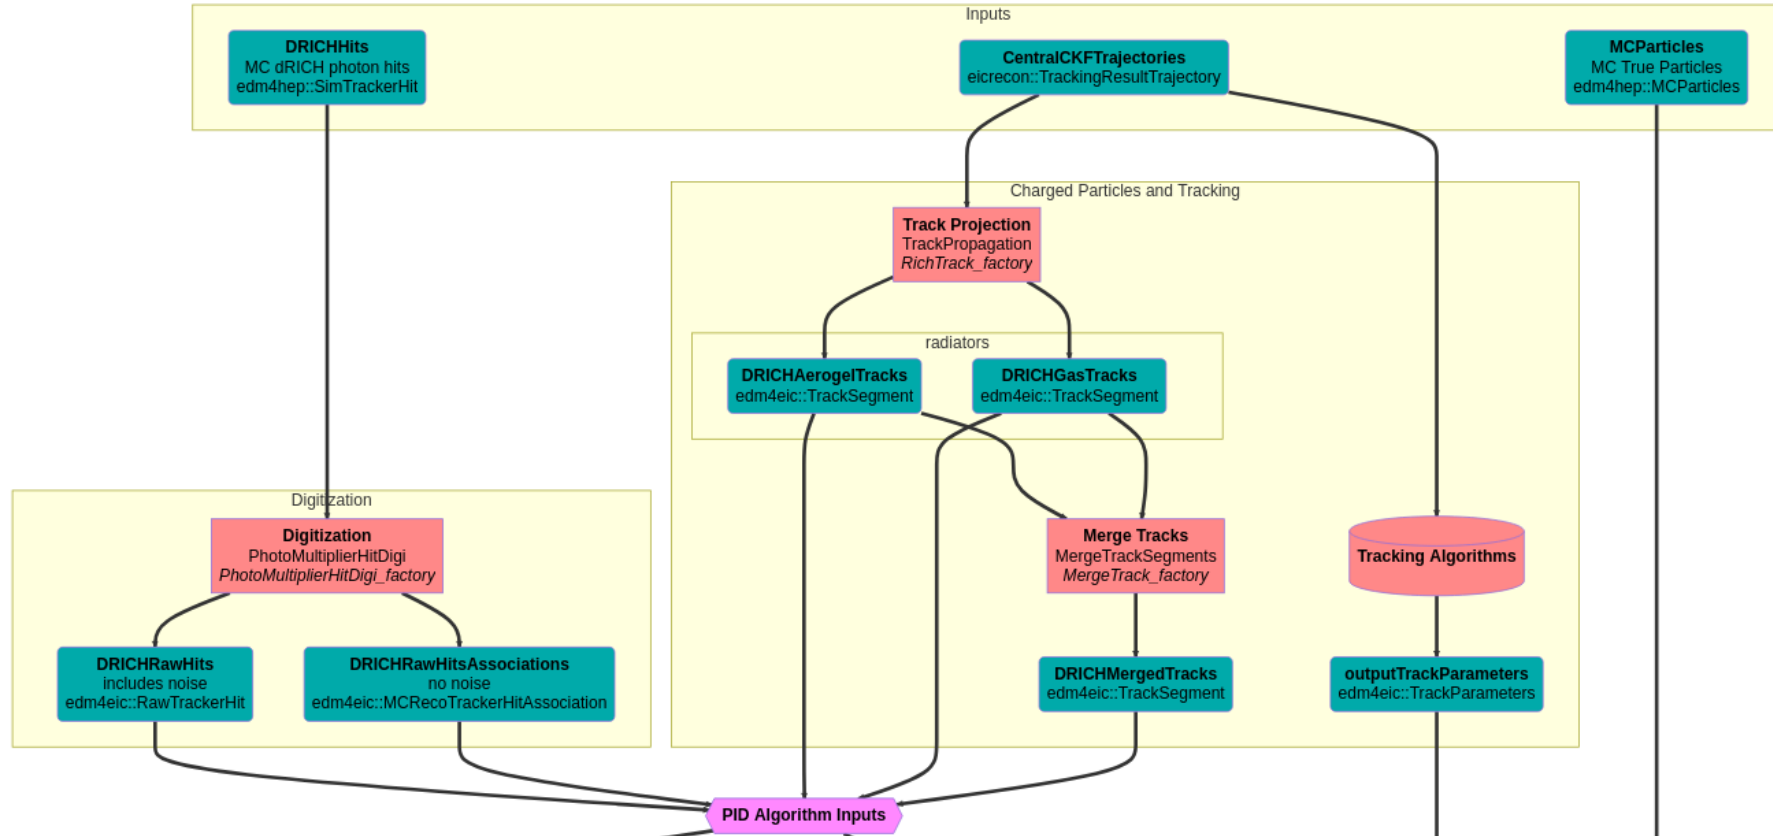 Inputs
DRICHHits
MC dRICH photon hits
edm4hep::SimTrackerHit
CentralCKFTrajectories
eicrecon::TrackingResultTrajectory
MCParticles
MC True Particles
edm4hep::MCParticles
Charged Particles and Tracking
Track Projection
TrackPropagation
RichTrack_factory
radiators
DRICHAerogelTracks
edm4eic::TrackSegment
DRICHGasTracks
edm4eic::TrackSegment
Digitization
Digitization
PhotoMultiplierHitDigi
PhotoMultiplierHitDigi_factory
Merge Tracks
MergeTrackSegments
MergeTrack_factory
Tracking Algorithms
DRICHRawHits
includes noise
edm4eic::RawTrackerHit
DRICHRawHitsAssociations
no noise
edm4eic::MCRecoTrackerHitAssociation
DRICHMergedTracks
edm4eic::TrackSegment
outputTrackParameters
edm4eic::TrackParameters
PID Algorithm Inputs